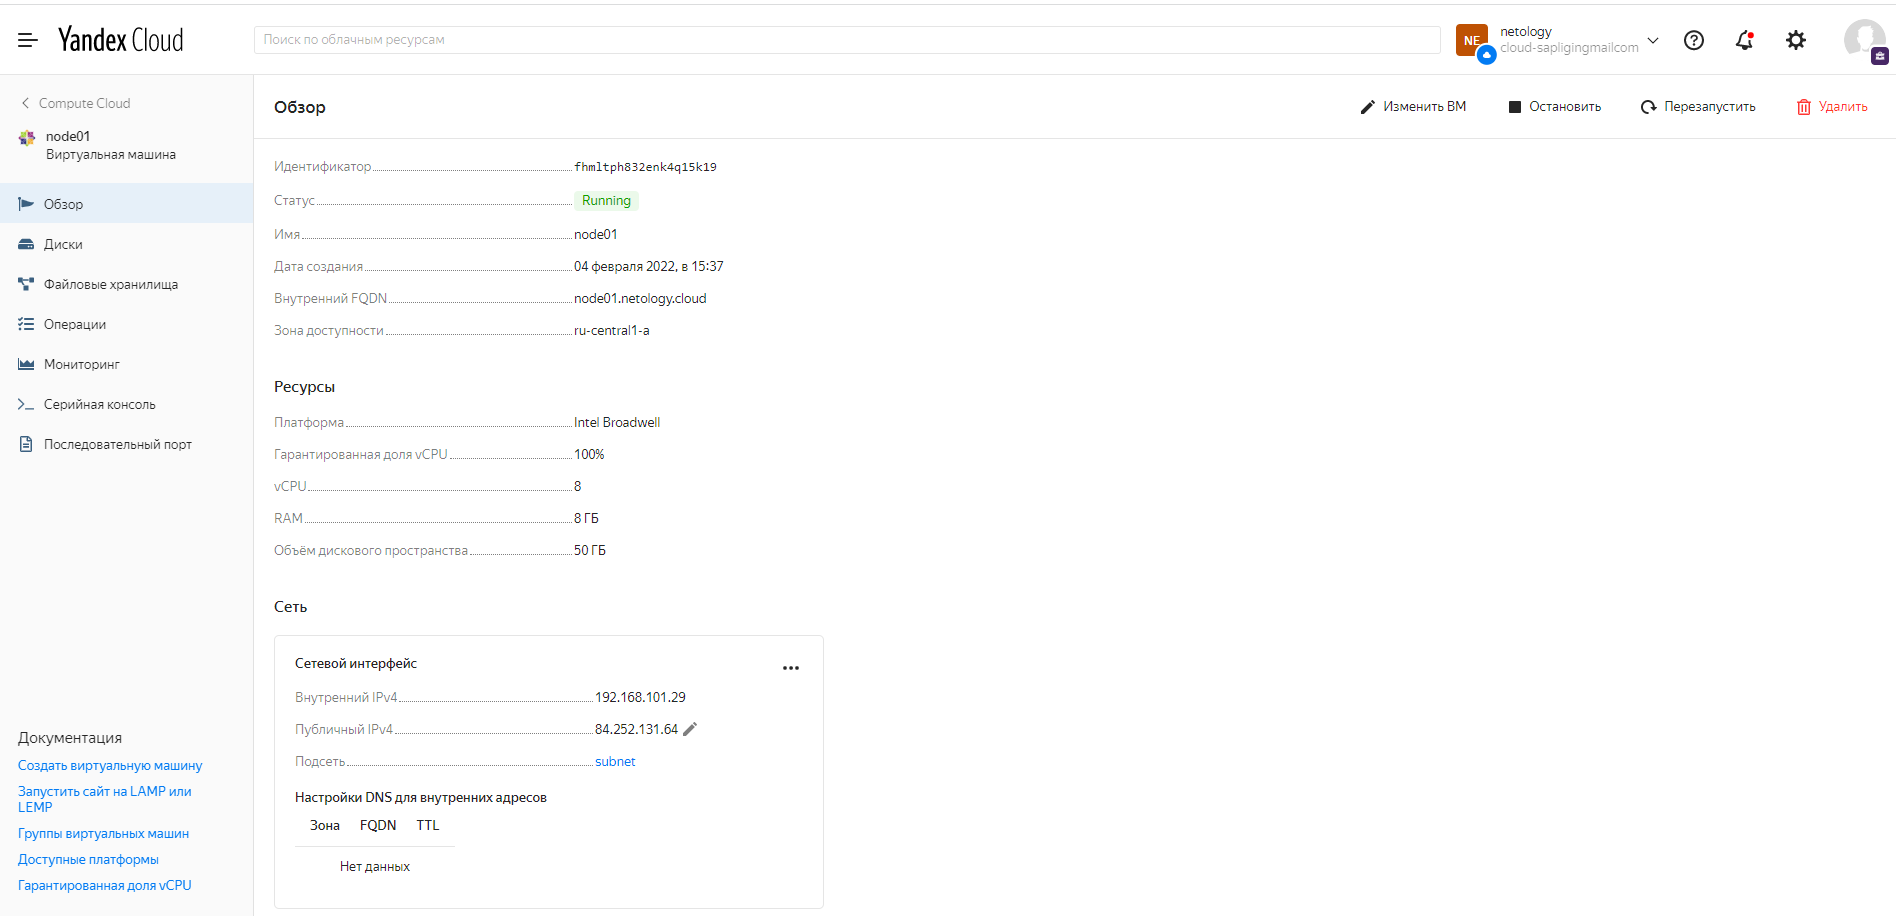 Yandex Cloud
Поиск по облачным ресурсам
NE
netology
cloud-sapligingmailcom
Compute Cloud
node01
Виртуальная машина
Обзор
Диски
Файловые хранилища
Операции
Мониторинг
Серийная консоль
Последовательный порт
Документация
Создать виртуальную машину
Запустить сайт на LAMP или
LEMP
Группы виртуальных машин
Доступные платформы
Гарантированная доля vCPU
Обзор
Изменить ВМ
Остановить
Перезапустить
Удалить
Идентификатор fhmltph832enk4q15k19
Статус Running
Имя node01
Дата создания 04 февраля 2022, в 15:37
Внутренний FQDN node01.netology.cloud
Зона доступности ru-central1-a
Ресурсы
Платформа Intel Broadwell
Гарантированная доля vCPU 100%
vCPU 8
RAM 8 ГБ
Объём дискового пространства 50 ГБ
Сеть
Сетевой интерфейс
Внутренний IPv4 192.168.101.29
Публичный IPv4 84.252.131.64
Подсеть subnet
Настройки DNS для внутренних адресов
Зона FQDN TTL
Нет данных